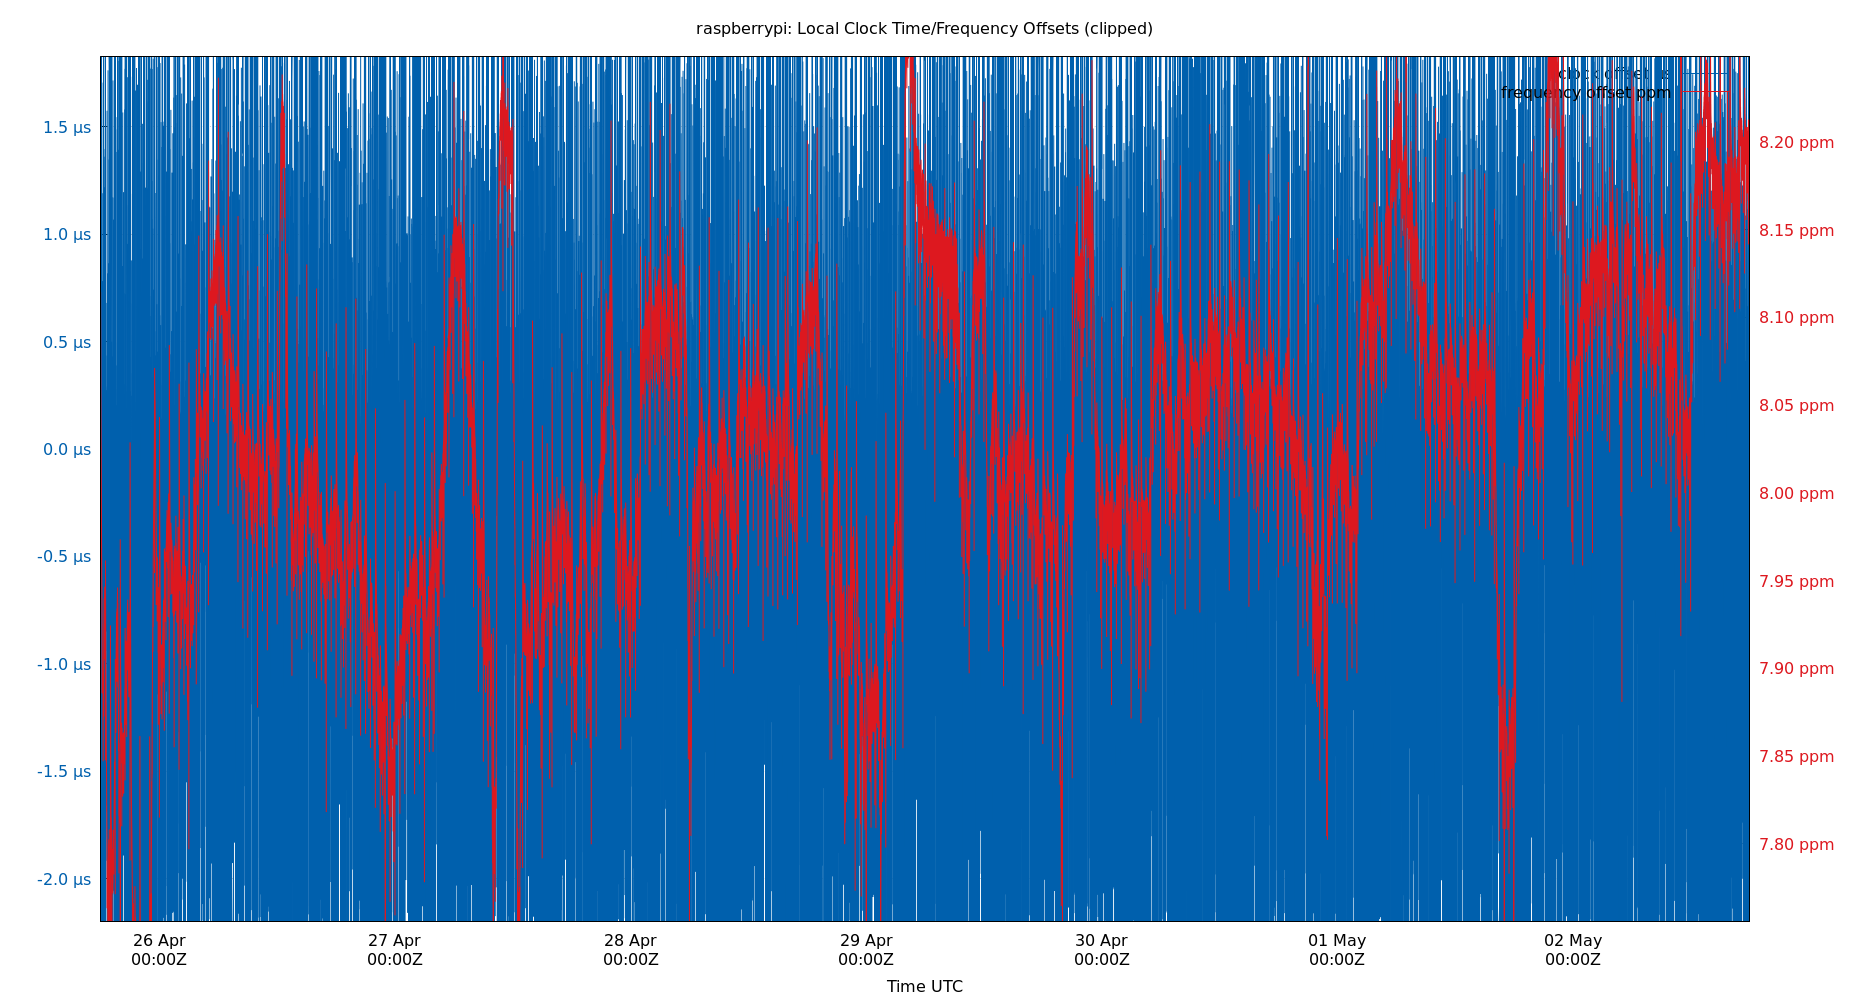 raspberrypi: Local Clock Time/Frequency Offsets (clipped)
clock offset µs
frequency offset ppm
1.5 µs
1.0 µs
0.5 µs
0.0 µs
-0.5 µs
-1.0 µs
-1.5 µs
-2.0 µs
8.20 ppm
8.15 ppm
8.10 ppm
8.05 ppm
8.00 ppm
7.95 ppm
7.90 ppm
7.85 ppm
7.80 ppm
26 Apr 27 Apr 28 Apr 29 Apr 30 Apr 01 May 02 May
00:00Z 00:00Z 00:00Z 00:00Z 00:00Z 00:00Z 00:00Z
Time UTC